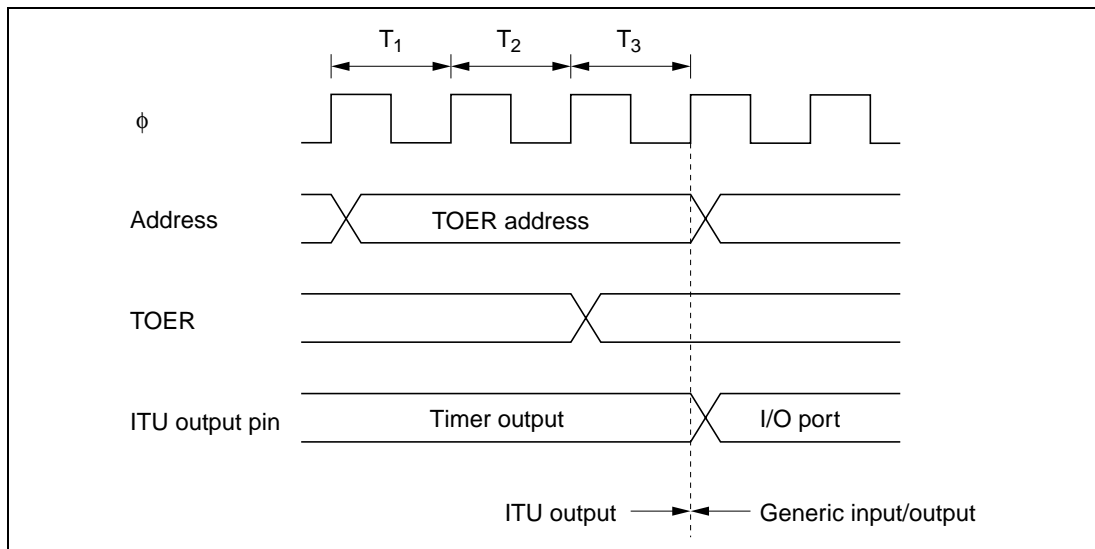 T1 T2 T3
ϕ
Address TOER address
TOER
ITU output pin Timer output I/O port
ITU output Generic input/output